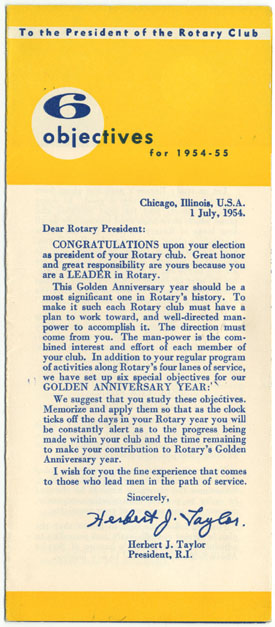 To the President of the Rotary Club
6
objectives
for 1954-55
Chicago, Illinois, U.S.A.
1 July, 1954.
Dear Rotary President:
CONGRATULATIONS upon your election
as president of your Rotary club. Great honor
and great responsibility are yours because you
are a LEADER in Rotary.
This Golden Anniversary year should be a
most significant one in Rotary's history. To
make it such each Rotary club must have a
plan to work toward, and well-directed man-
power to accomplish it. The direction must
come from you. The man-power is the com-
bined interest and effort of each member of
your club. In addition to your regular program
of activities along Rotary's four lanes of service,
we have set up six special objectives for our
GOLDEN ANNIVERSARY YEAR:
We suggest that you study these objectives.
Memorize and apply them so that as the clock
ticks off the days in your Rotary year you will
be constantly alert as to the progress being
made within your club and the time remaining
to make your contribution to Rotary's Golden
Anniversary year.
I wish for you the fine experience that comes
to those who lead men in the path of service.
Sincerely,
Herbert J. Taylor.
Herbert J. Taylor
President, R.I.